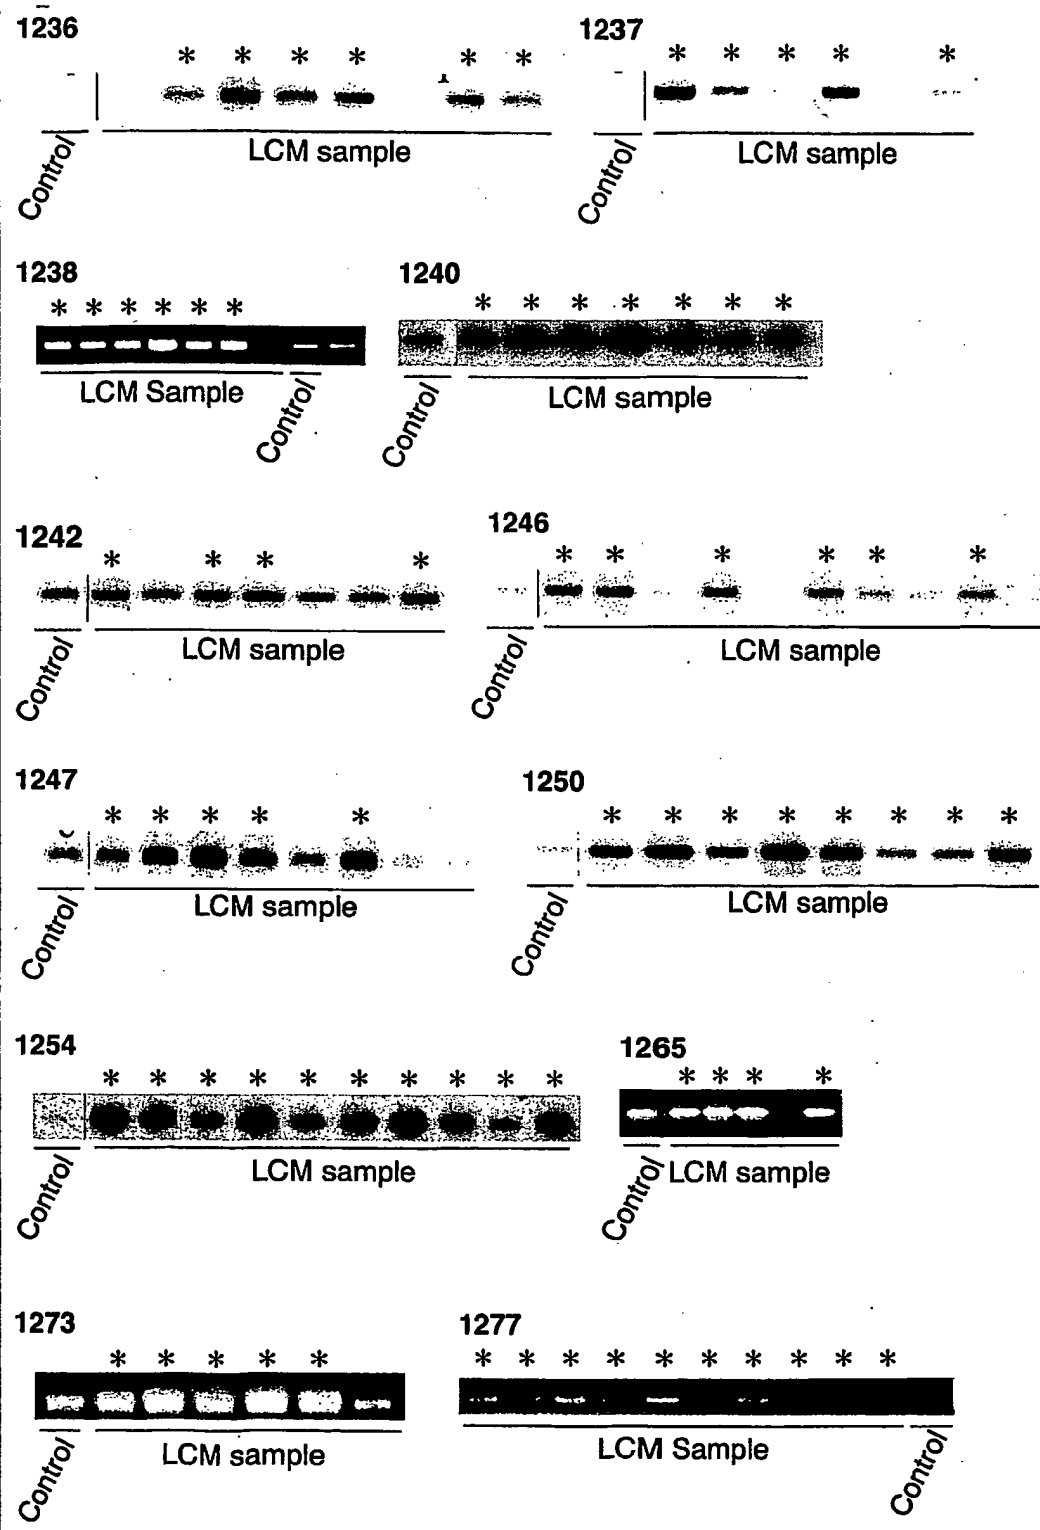 1236
* * * * * *
Control
LCM sample
1237
* * * * *
Control
LCM sample
1238
* * * * * *
LCM Sample
Control
1240
* * * * * * *
Control
LCM sample
1242
* * * *
Control
LCM sample
1246
* * * * * *
Control
LCM sample
1247
* * * * *
Control
LCM sample
1250
* * * * * * * *
Control
LCM sample
1254
* * * * * * * * * *
Control
LCM sample
1265
* * * *
Control
LCM sample
1273
* * * * *
Control
LCM sample
1277
* * * * * * * * * *
LCM Sample
Control